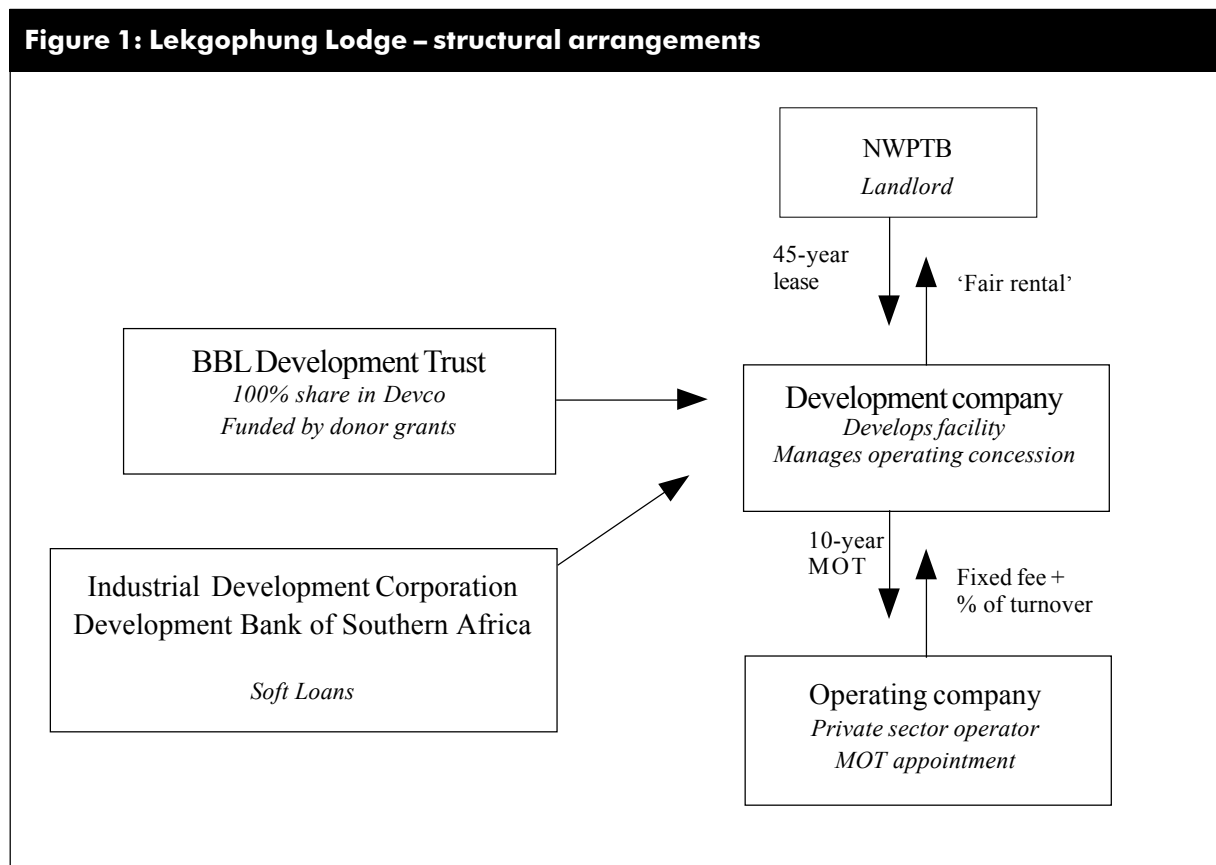 Figure 1: Lekgophung Lodge – structural arrangements
NWPTB
Landlord
45-year
lease
‘Fair rental’
BBL Development Trust
100% share in Devco
Funded by donor grants
Development company
Develops facility
Manages operating concession
Industrial Development Corporation
Development Bank of Southern Africa
Soft Loans
10-year
MOT
Fixed fee +
% of turnover
Operating company
Private sector operator
MOT appointment